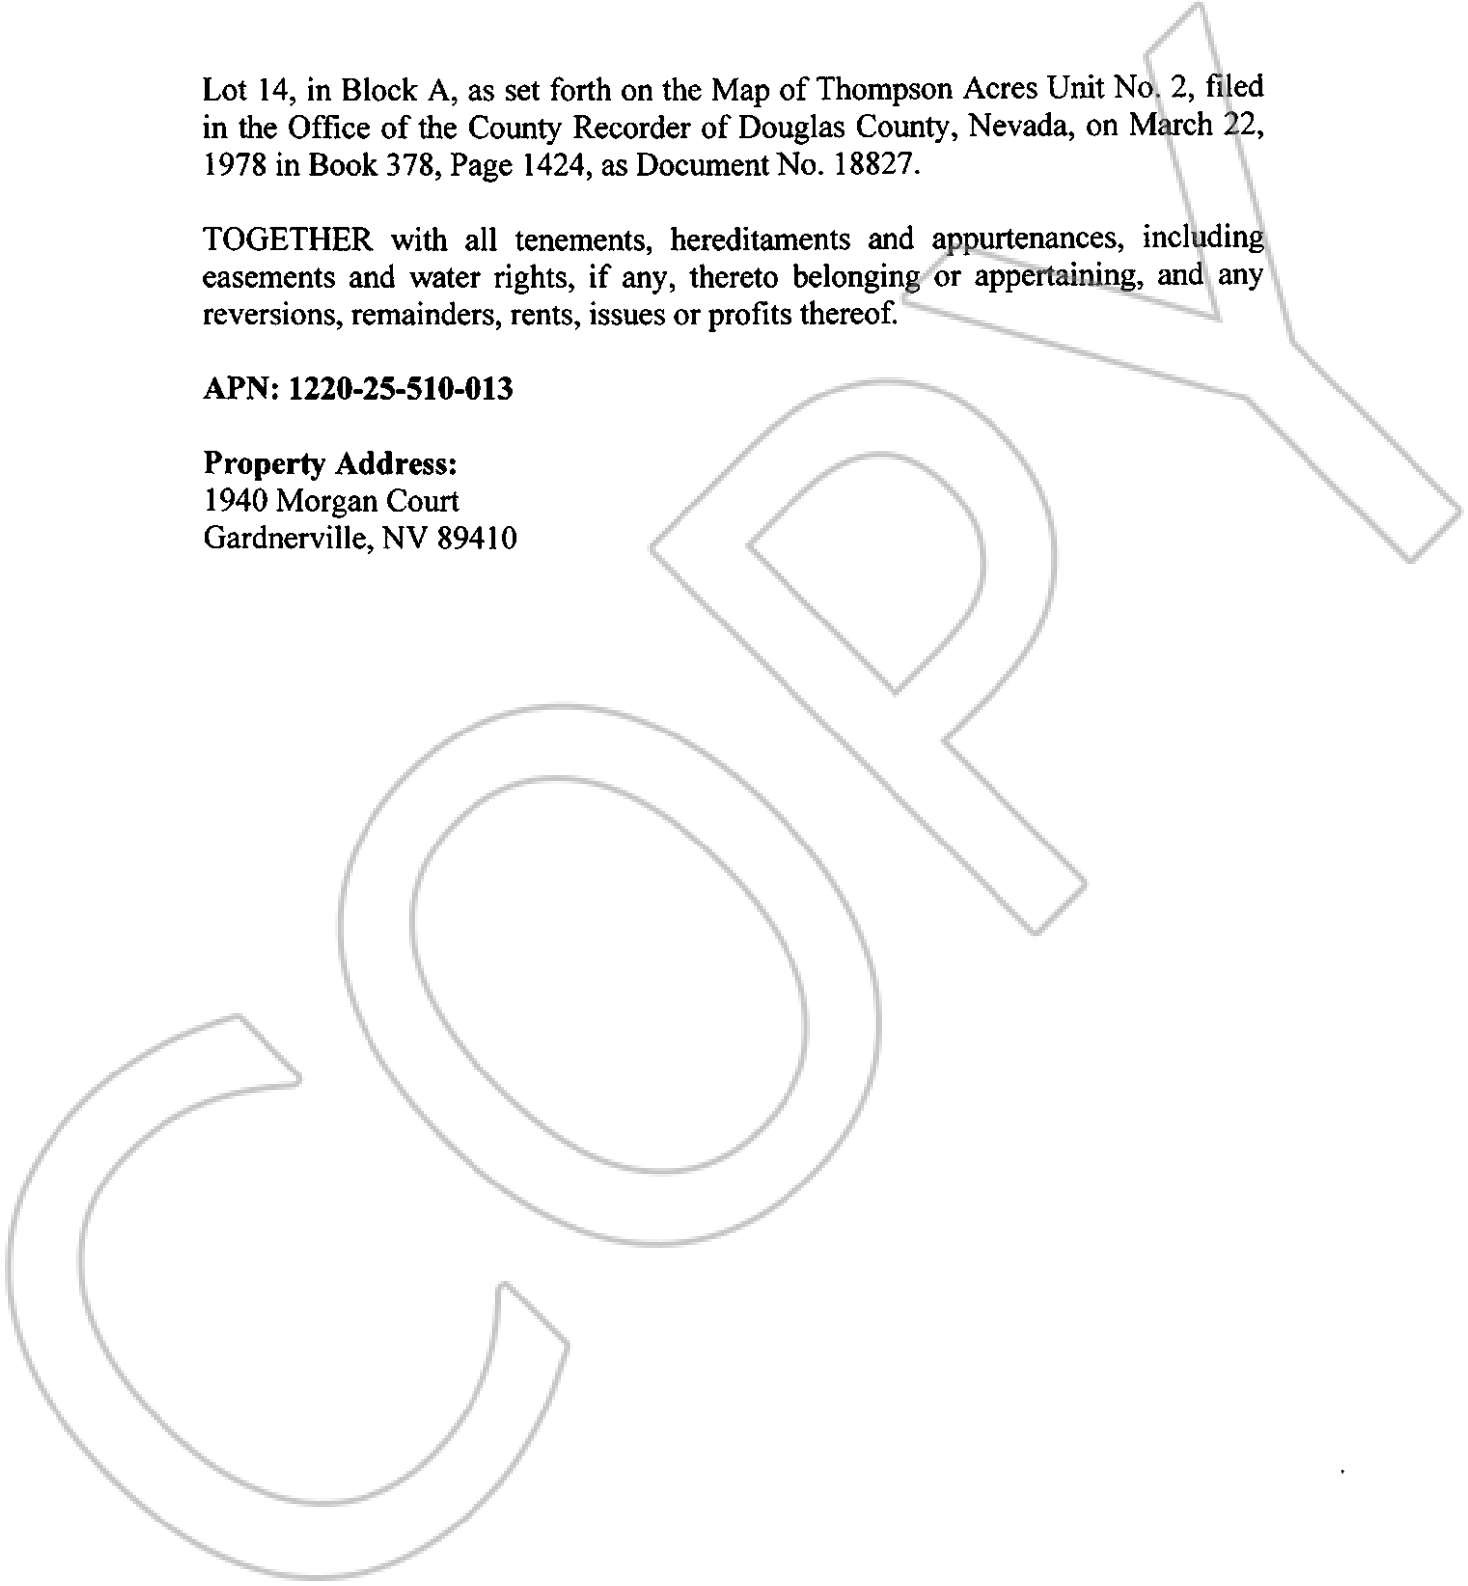 Lot 14, in Block A, as set forth on the Map of Thompson Acres Unit No. 2, filed
in the Office of the County Recorder of Douglas County, Nevada, on March 22,
1978 in Book 378, Page 1424, as Document No. 18827.
TOGETHER with all tenements, hereditaments and appurtenances, including
easements and water rights, if any, thereto belonging or appertaining, and any
reversions, remainders, rents, issues or profits thereof.
APN: 1220-25-510-013
Property Address:
1940 Morgan Court
Gardnerville, NV 89410
COPY